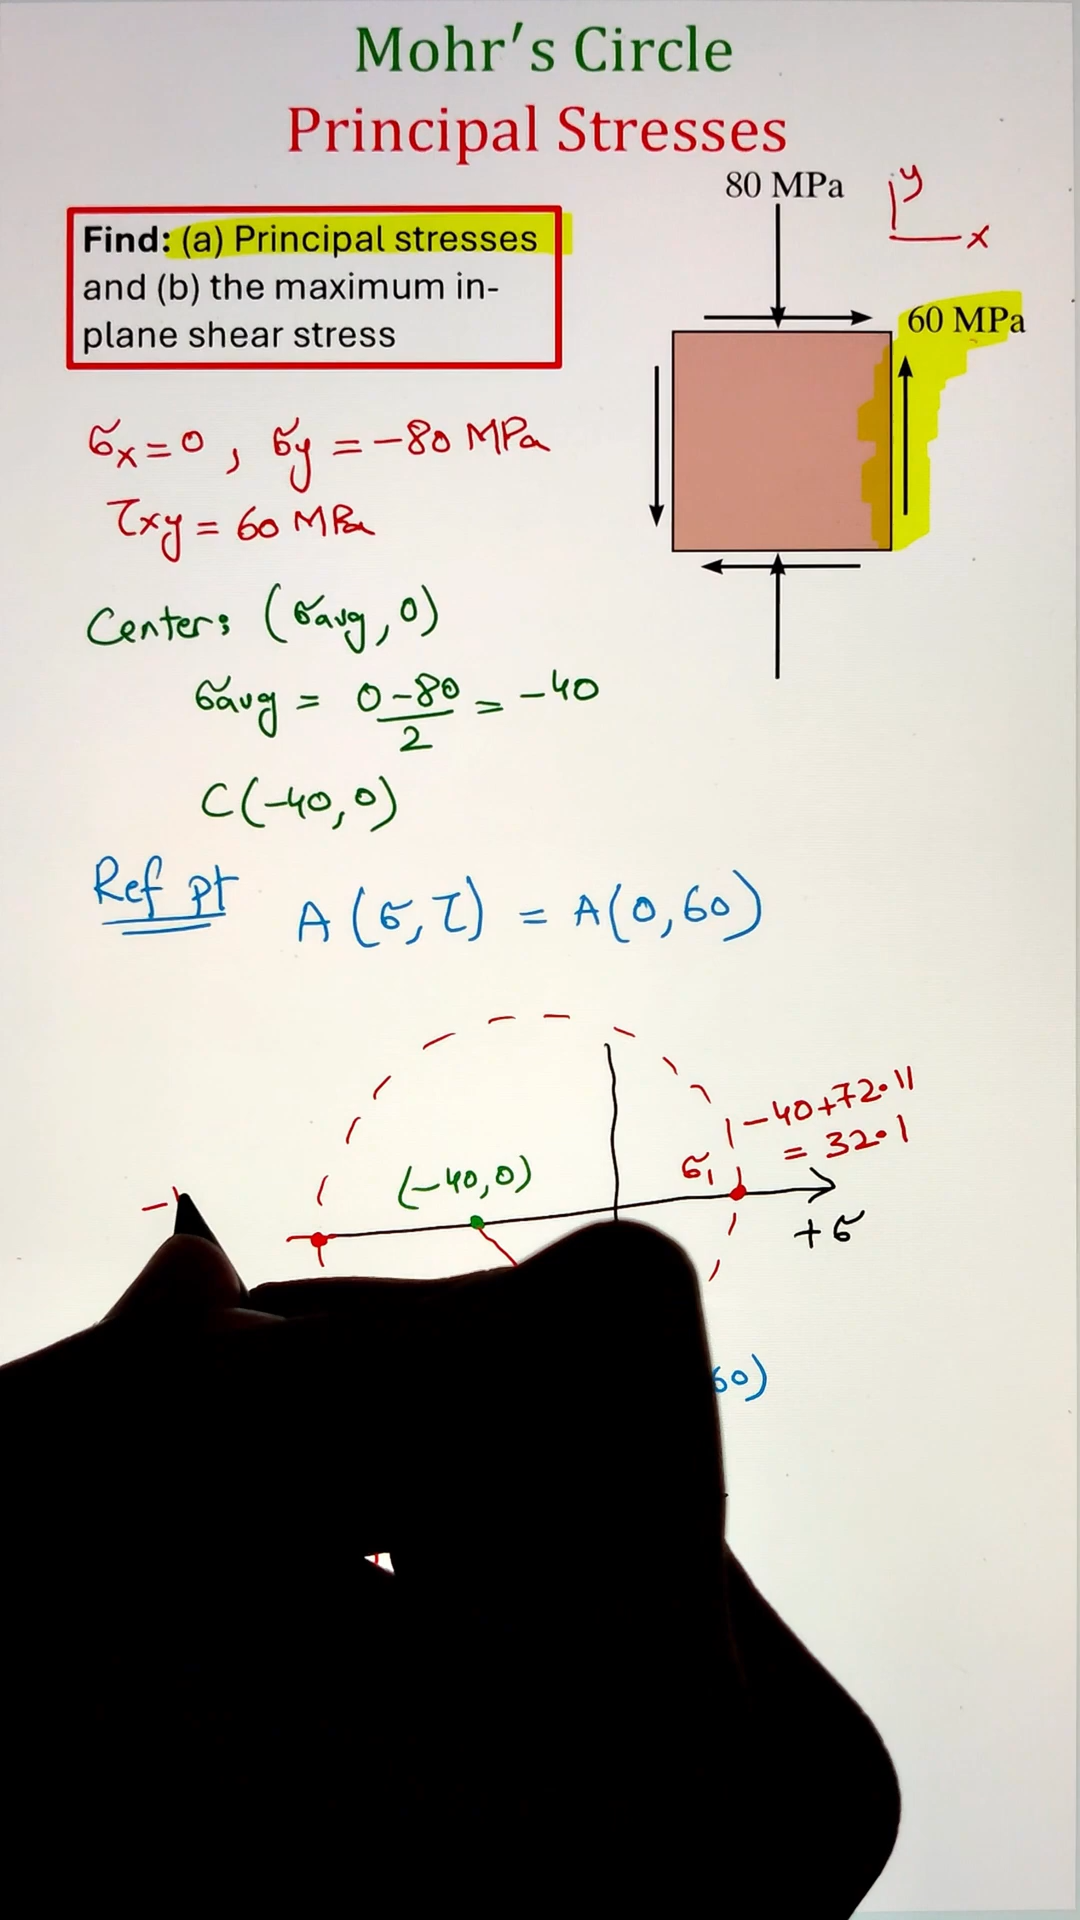 Mohr's Circle
Principal Stresses
80 MPa
y
x
Find: (a) Principal stresses
and (b) the maximum in-
plane shear stress
60 MPa
σx = 0 , σy = -80 MPa
τxy = 60 MPa
Center: (σavg, 0)
σavg = 0-80/2 = -40
C(-40,0)
Ref pt A(σ,τ) = A(0,60)
-40+72.11
= 32.1
(-40,0)
σ1
+σ
60)